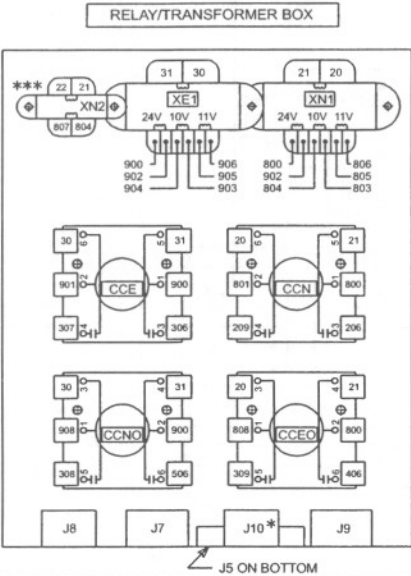 RELAY/TRANSFORMER BOX
***
22 21
XN2
807 804
31 30
XE1
24V 10V 11V
900 906
902 905
904 903
21 20
XN1
24V 10V 11V
800 806
902 805
804 803
30 6 5 31
901 2 1 900
CCE
307 4 3 306
20 6 5 21
801 2 1 800
CCN
209 4 3 206
30 3 4 31
908 1 2 900
CCNO
308 5 6 506
20 3 4 21
808 1 2 800
CCEO
309 5 6 406
J8 J7 J10* J9
J5 ON BOTTOM